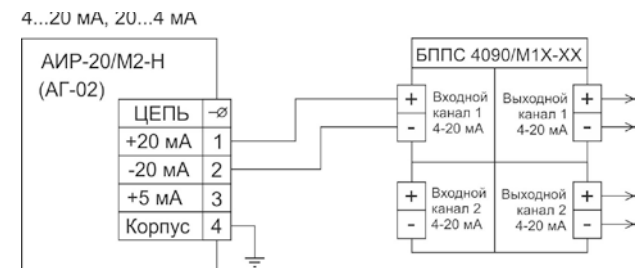 4...20 мА, 20...4 мА
АИР-20/М2-Н
(АГ-02)
ЦЕПЬ
+20 мА 1
-20 мА 2
+5 мА 3
Корпус 4
БППС 4090/М1Х-ХХ
+
-
Входной
канал 1
4-20 мА
Выходной
канал 1
4-20 мА
+
-
+
-
Входной
канал 2
4-20 мА
Выходной
канал 2
4-20 мА
+
-